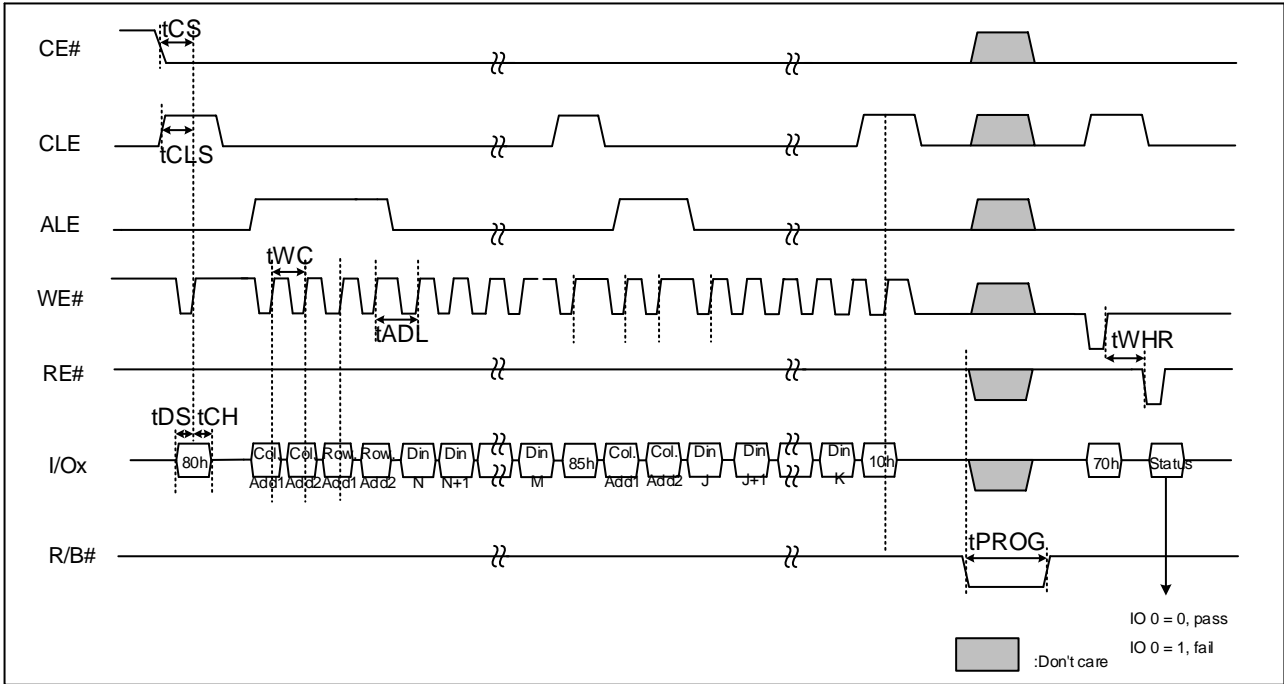 CE#
tCS
CLE
tCLS
ALE
WE#
tWC
tADL
tWHR
RE#
tDS
tCH
I/Ox
80h
Col.
Add1
Col
Add2
Row.
Add1
Row.
Add2
Din
N
Din
N+1
Din
M
85h
Col.
Add1
Col.
Add2
Din
J
Din
J+1
Din
K
10h
70h
Status
R/B#
tPROG
IO 0 = 0, pass
IO 0 = 1, fail
:Don't care